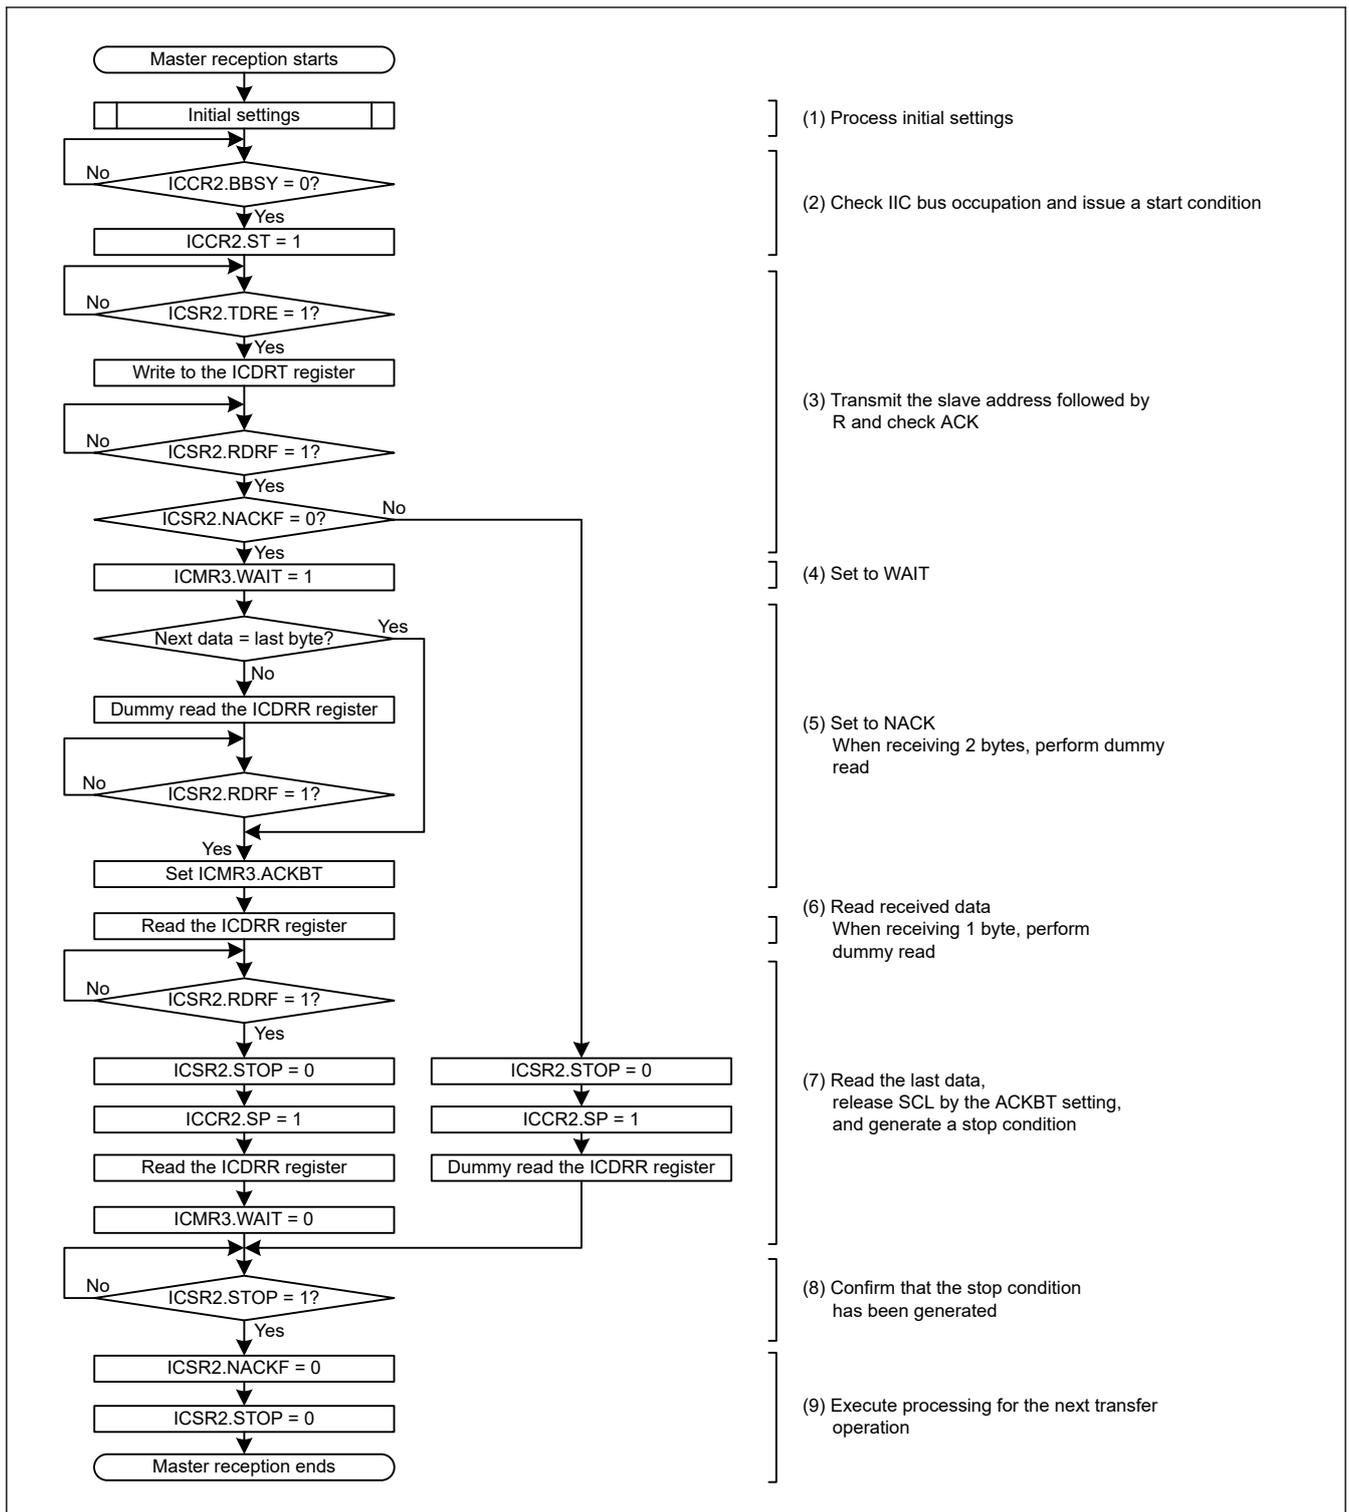 Master reception starts
Initial settings
(1) Process initial settings
No
ICCR2.BBSY = 0?
(2) Check IIC bus occupation and issue a start condition
Yes
ICCR2.ST = 1
No
ICSR2.TDRE = 1?
Yes
Write to the ICDRT register
(3) Transmit the slave address followed by
R and check ACK
No
ICSR2.RDRF = 1?
Yes
No
ICSR2.NACKF = 0?
Yes
ICMR3.WAIT = 1
(4) Set to WAIT
Yes
Next data = last byte?
No
Dummy read the ICDRR register
(5) Set to NACK
When receiving 2 bytes, perform dummy
read
No
ICSR2.RDRF = 1?
Yes
Set ICMR3.ACKBT
Read the ICDRR register
(6) Read received data
When receiving 1 byte, perform
dummy read
No
ICSR2.RDRF = 1?
Yes
ICSR2.STOP = 0
ICSR2.STOP = 0
(7) Read the last data,
release SCL by the ACKBT setting,
and generate a stop condition
ICCR2.SP = 1
ICCR2.SP = 1
Read the ICDRR register
Dummy read the ICDRR register
ICMR3.WAIT = 0
No
ICSR2.STOP = 1?
(8) Confirm that the stop condition
has been generated
Yes
ICSR2.NACKF = 0
ICSR2.STOP = 0
(9) Execute processing for the next transfer
operation
Master reception ends